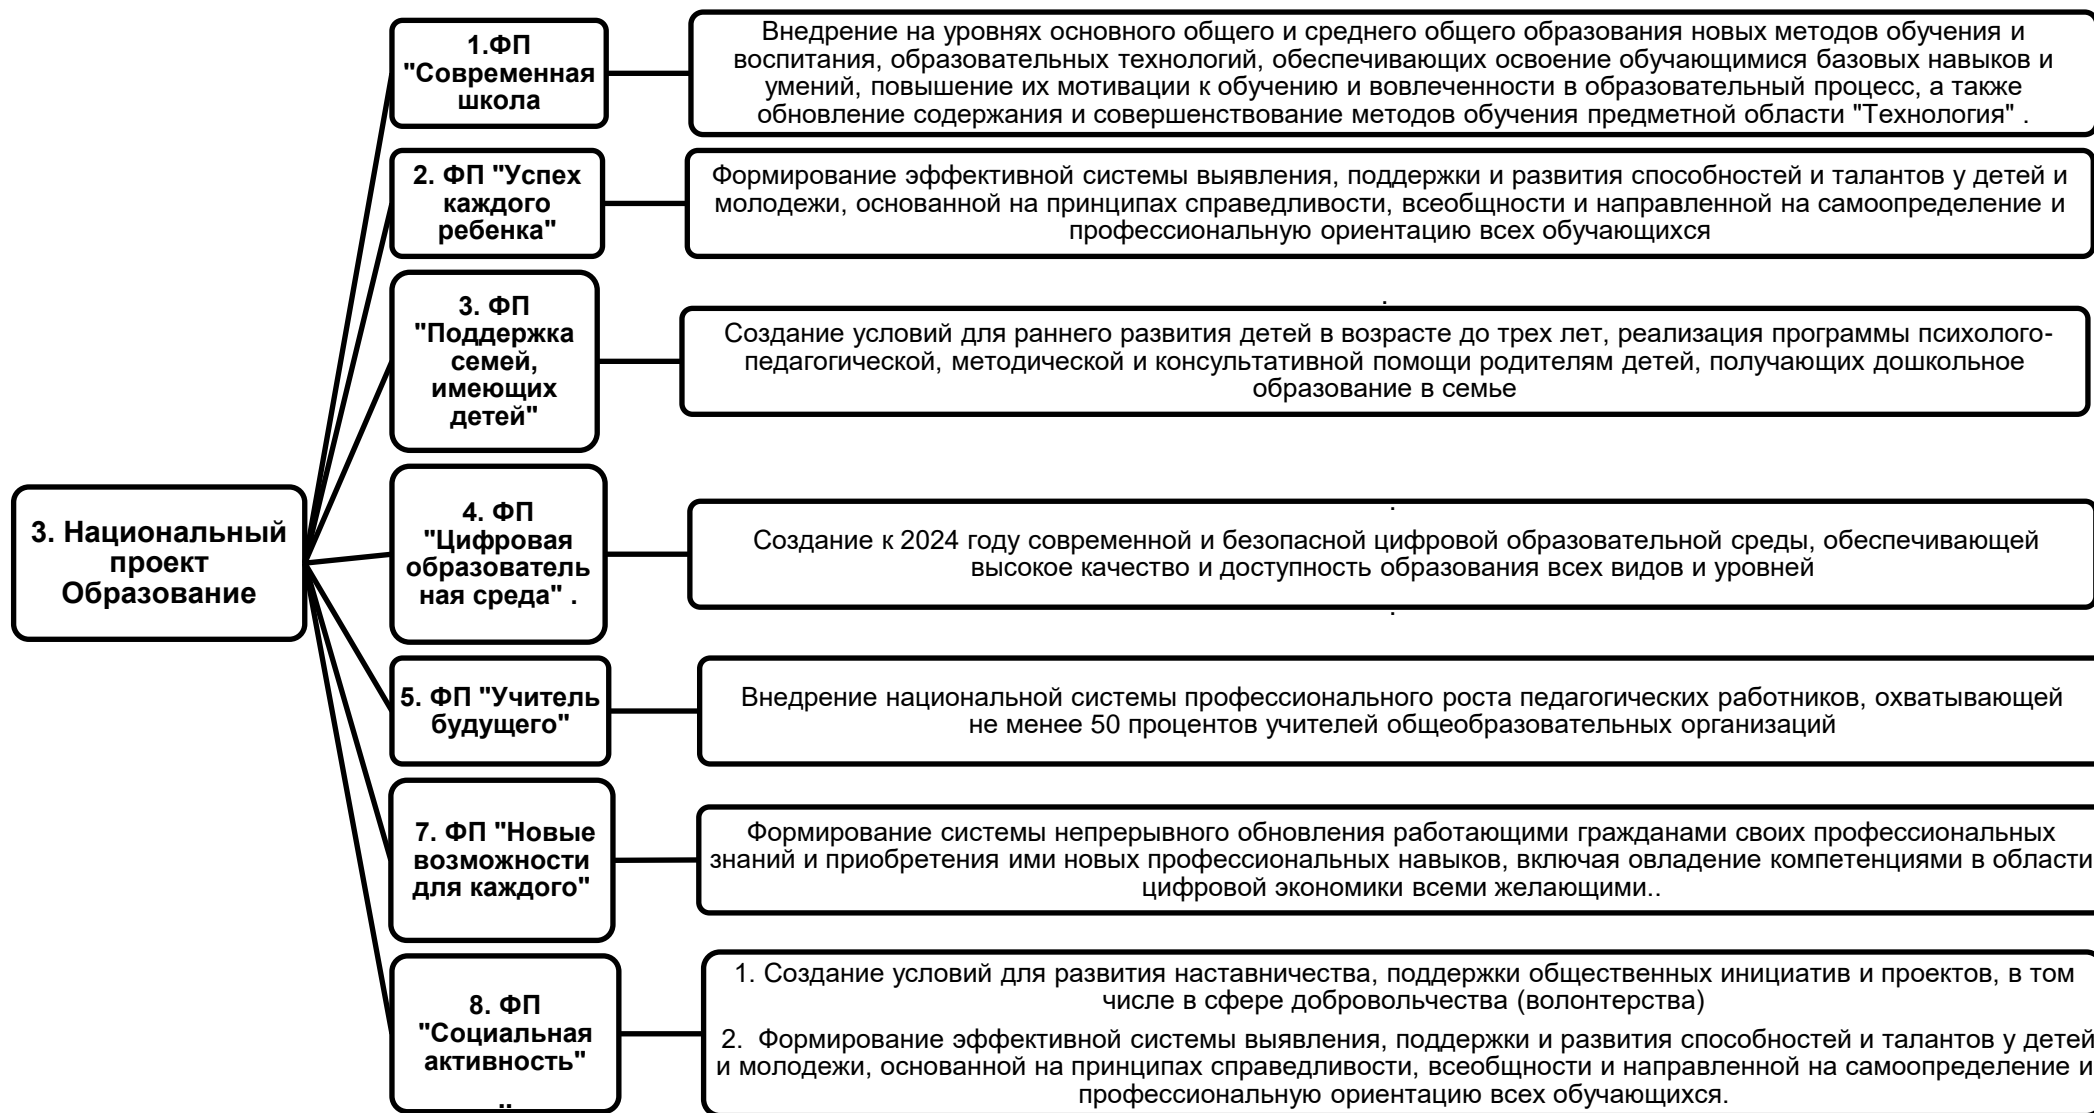 1.ФП
"Современная
школа
Внедрение на уровнях основного общего и среднего общего образования новых методов обучения и
воспитания, образовательных технологий, обеспечивающих освоение обучающимися базовых навыков и
умений, повышение их мотивации к обучению и вовлеченности в образовательный процесс, а также
обновление содержания и совершенствование методов обучения предметной области "Технология" .
2. ФП "Успех
каждого
ребенка"
Формирование эффективной системы выявления, поддержки и развития способностей и талантов у детей и
молодежи, основанной на принципах справедливости, всеобщности и направленной на самоопределение и
профессиональную ориентацию всех обучающихся
3. ФП
"Поддержка
семей,
имеющих
детей"
.
Создание условий для раннего развития детей в возрасте до трех лет, реализация программы психолого-
педагогической, методической и консультативной помощи родителям детей, получающих дошкольное
образование в семье
3. Национальный
проект
Образование
4. ФП
"Цифровая
образователь
ная среда" .
.
Создание к 2024 году современной и безопасной цифровой образовательной среды, обеспечивающей
высокое качество и доступность образования всех видов и уровней
.
5. ФП "Учитель
будущего"
Внедрение национальной системы профессионального роста педагогических работников, охватывающей
не менее 50 процентов учителей общеобразовательных организаций
7. ФП "Новые
возможности
для каждого"
Формирование системы непрерывного обновления работающими гражданами своих профессиональных
знаний и приобретения ими новых профессиональных навыков, включая овладение компетенциями в области
цифровой экономики всеми желающими..
8. ФП
"Социальная
активность"
..
1. Создание условий для развития наставничества, поддержки общественных инициатив и проектов, в том
числе в сфере добровольчества (волонтерства)
2. Формирование эффективной системы выявления, поддержки и развития способностей и талантов у детей
и молодежи, основанной на принципах справедливости, всеобщности и направленной на самоопределение и
профессиональную ориентацию всех обучающихся.